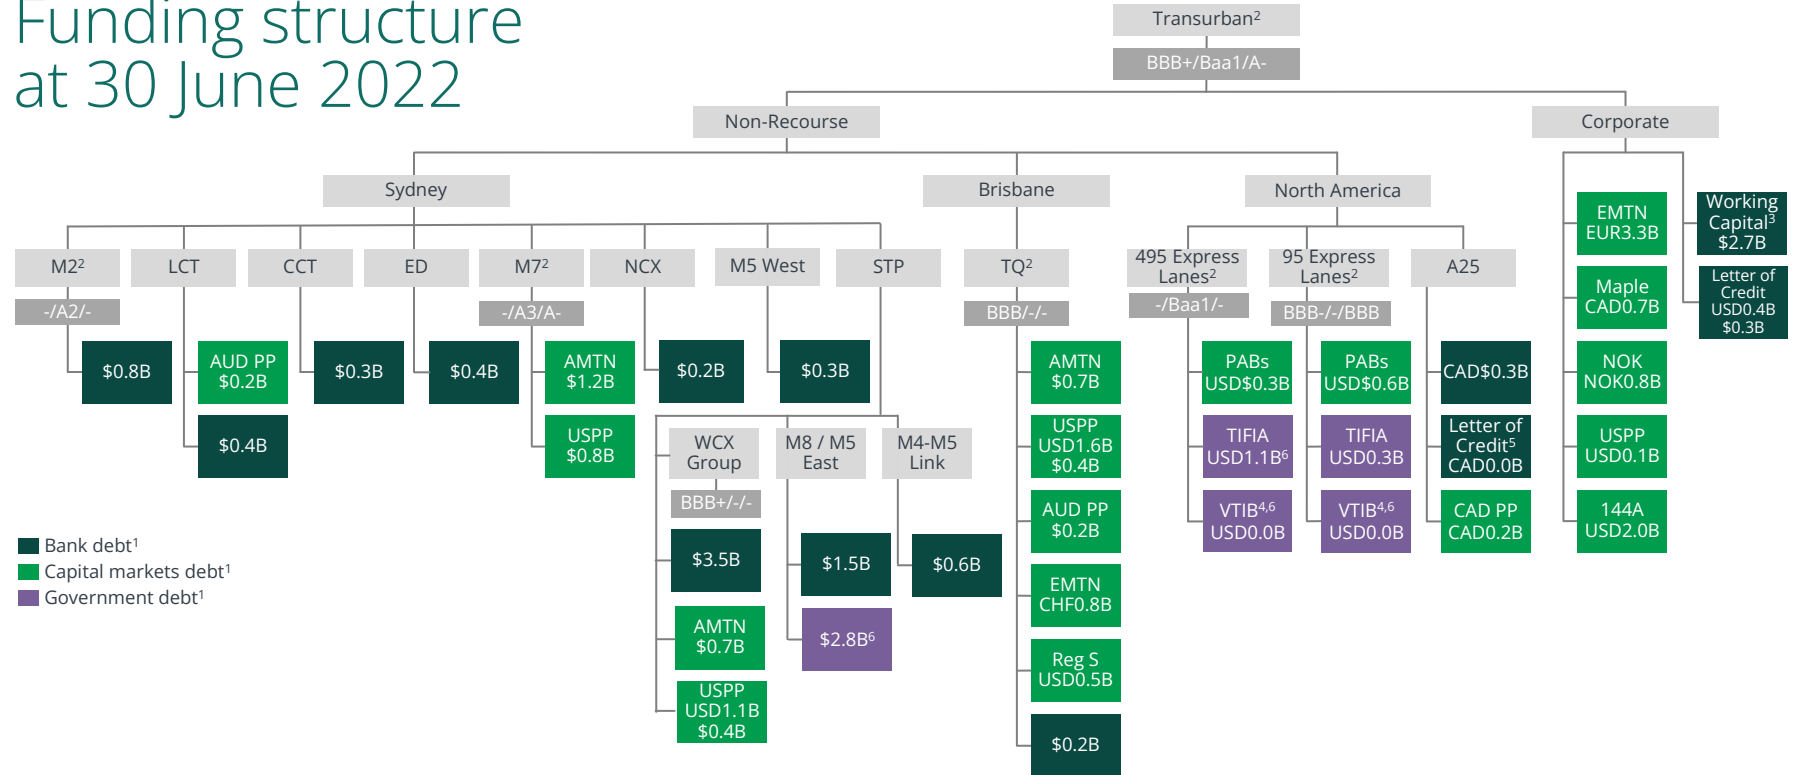 Funding structure
at 30 June 2022
Transurban²
BBB+/Baa1/A-
Non-Recourse
Corporate
Sydney
Brisbane
North America
M2²
-/A2/-
$0.8B
LCT
AUD PP
$0.2B
$0.4B
CCT
$0.3B
ED
$0.4B
M7²
-/A3/A-
AMTN
$1.2B
USPP
$0.8B
NCX
$0.2B
M5 West
$0.3B
STP
WCX
Group
BBB+/-/-
$3.5B
AMTN
$0.7B
USPP
USD1.1B
$0.4B
M8 / M5
East
$1.5B
$2.8B⁶
M4-M5
Link
$0.6B
TQ²
BBB/-/-
AMTN
$0.7B
USPP
USD1.6B
$0.4B
AUD PP
$0.2B
EMTN
CHF0.8B
Reg S
USD0.5B
$0.2B
495 Express
Lanes²
-/Baa1/-
PABs
USD$0.3B
TIFIA
USD1.1B⁶
VTIB⁴,⁶
USD0.0B
95 Express
Lanes²
BBB-/-/BBB
PABs
USD$0.6B
TIFIA
USD0.3B
VTIB⁴,⁶
USD0.0B
A25
CAD$0.3B
Letter of
Credit⁵
CAD0.0B
CAD PP
CAD0.2B
EMTN
EUR3.3B
Maple
CAD0.7B
NOK
NOK0.8B
USPP
USD0.1B
144A
USD2.0B
Working
Capital³
$2.7B
Letter of
Credit
USD0.4B
$0.3B
Bank debt¹
Capital markets debt¹
Government debt¹